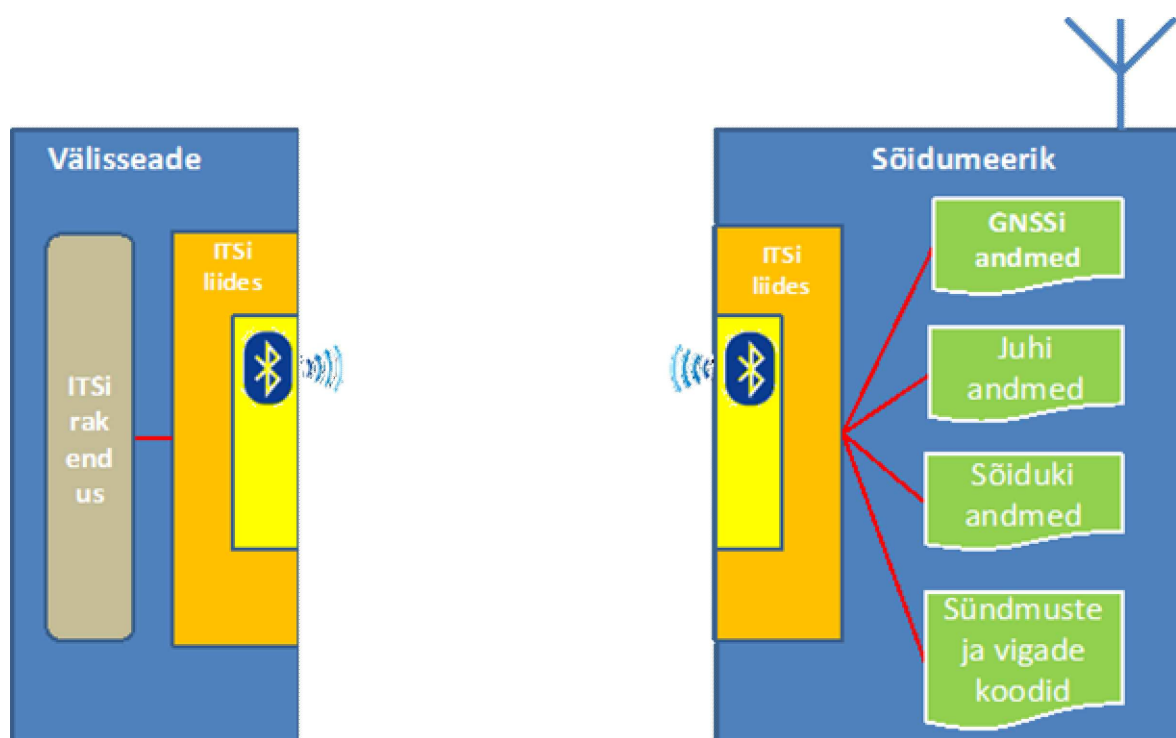 Välisseade
ITSi
liides
ITSi
rak
end
us
Sõidumeerik
ITSi
liides
GNSSi
andmed
Juhi
andmed
Sõiduki
andmed
Sündmuste
ja vigade
koodid